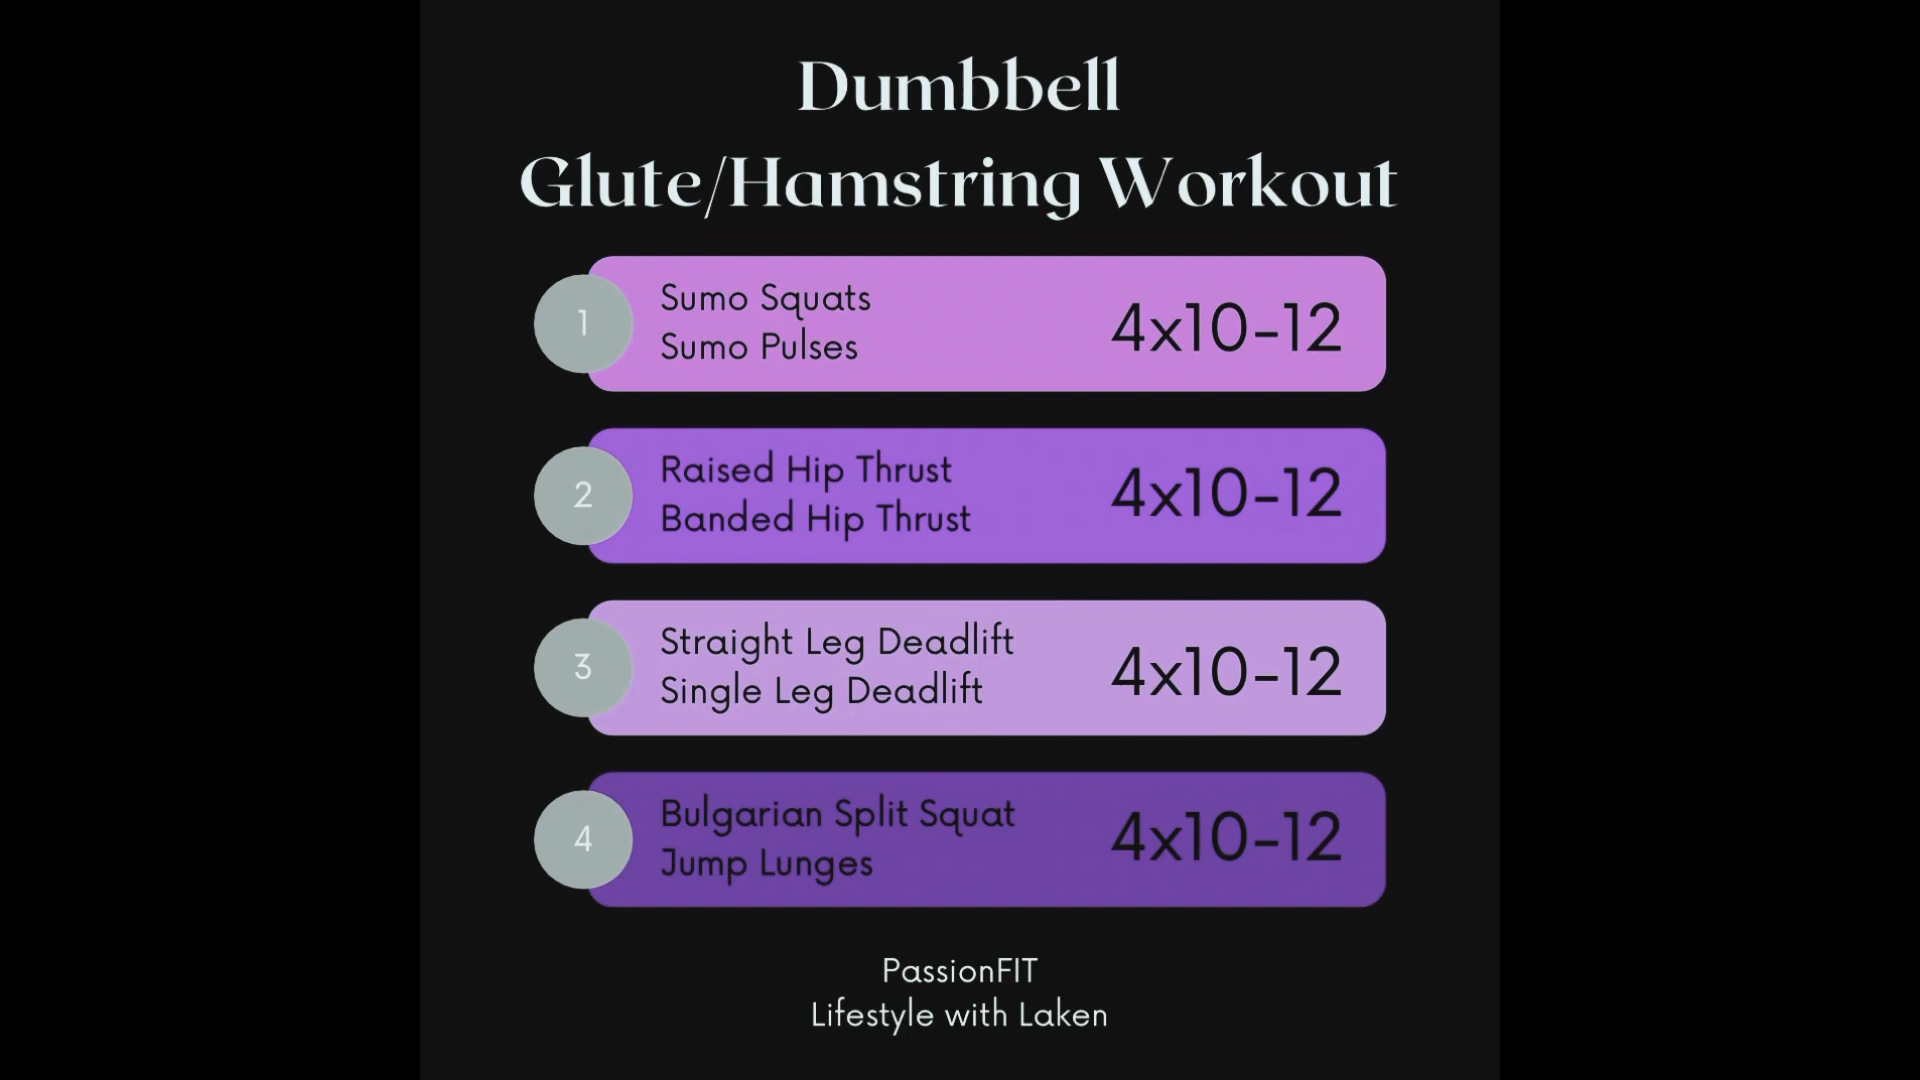 Dumbbell
Glute/Hamstring Workout
1
Sumo Squats
Sumo Pulses
4x10-12
2
Raised Hip Thrust
Banded Hip Thrust
4x10-12
3
Straight Leg Deadlift
Single Leg Deadlift
4x10-12
4
Bulgarian Split Squat
Jump Lunges
4x10-12
PassionFIT
Lifestyle with Laken